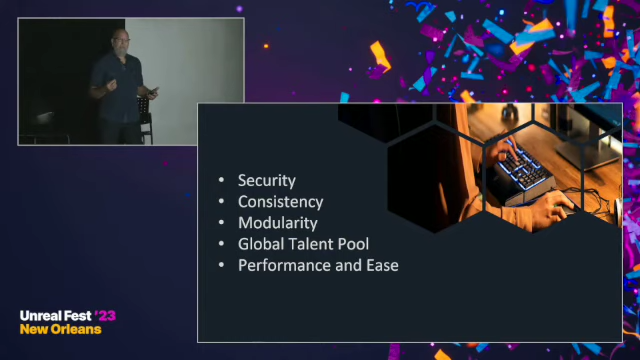 • Security
• Consistency
• Modularity
• Global Talent Pool
• Performance and Ease
Unreal Fest '23
New Orleans